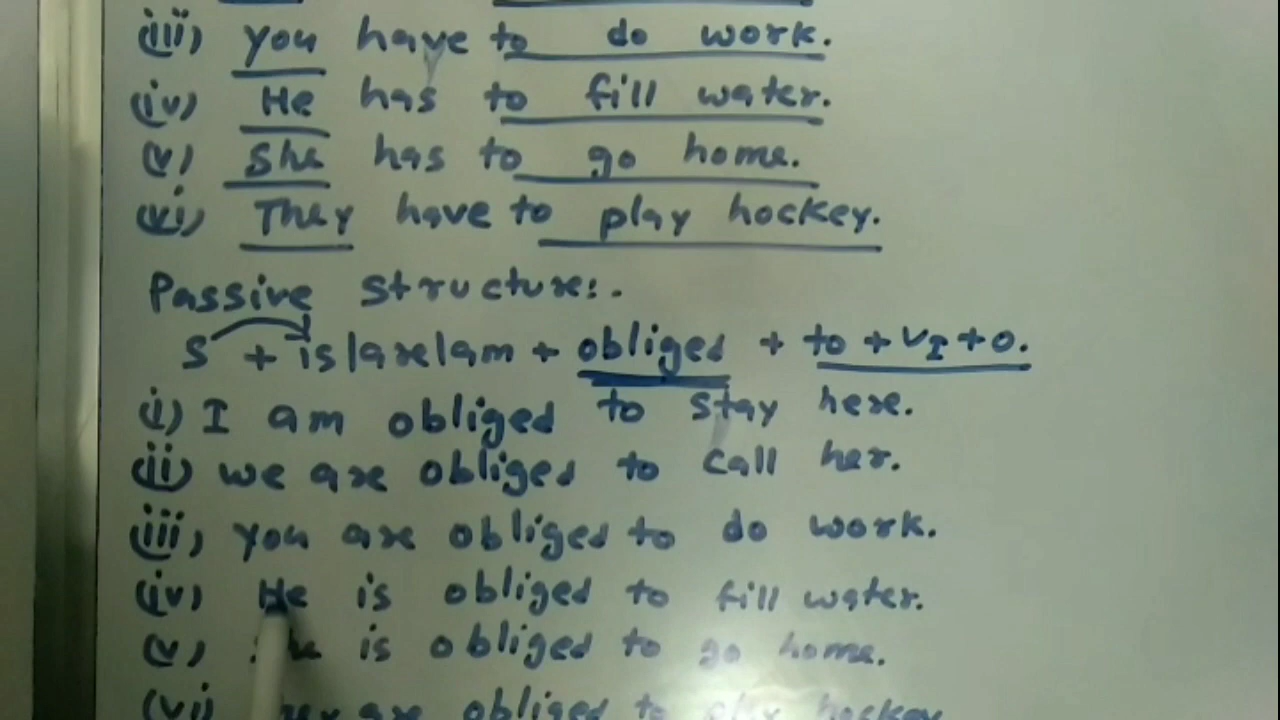 (iii) you have to do work.
(iv) He has to fill water.
(v) She has to go home.
(vi) They have to play hockey.
Passive structure:.
S + is/are/am + obliged + to + VI + O.
(i) I am obliged to stay here.
(ii) we are obliged to call her.
(iii) you are obliged to do work.
(iv) He is obliged to fill water.
(v) is obliged to go home.
(vi) are obliged to play hockey